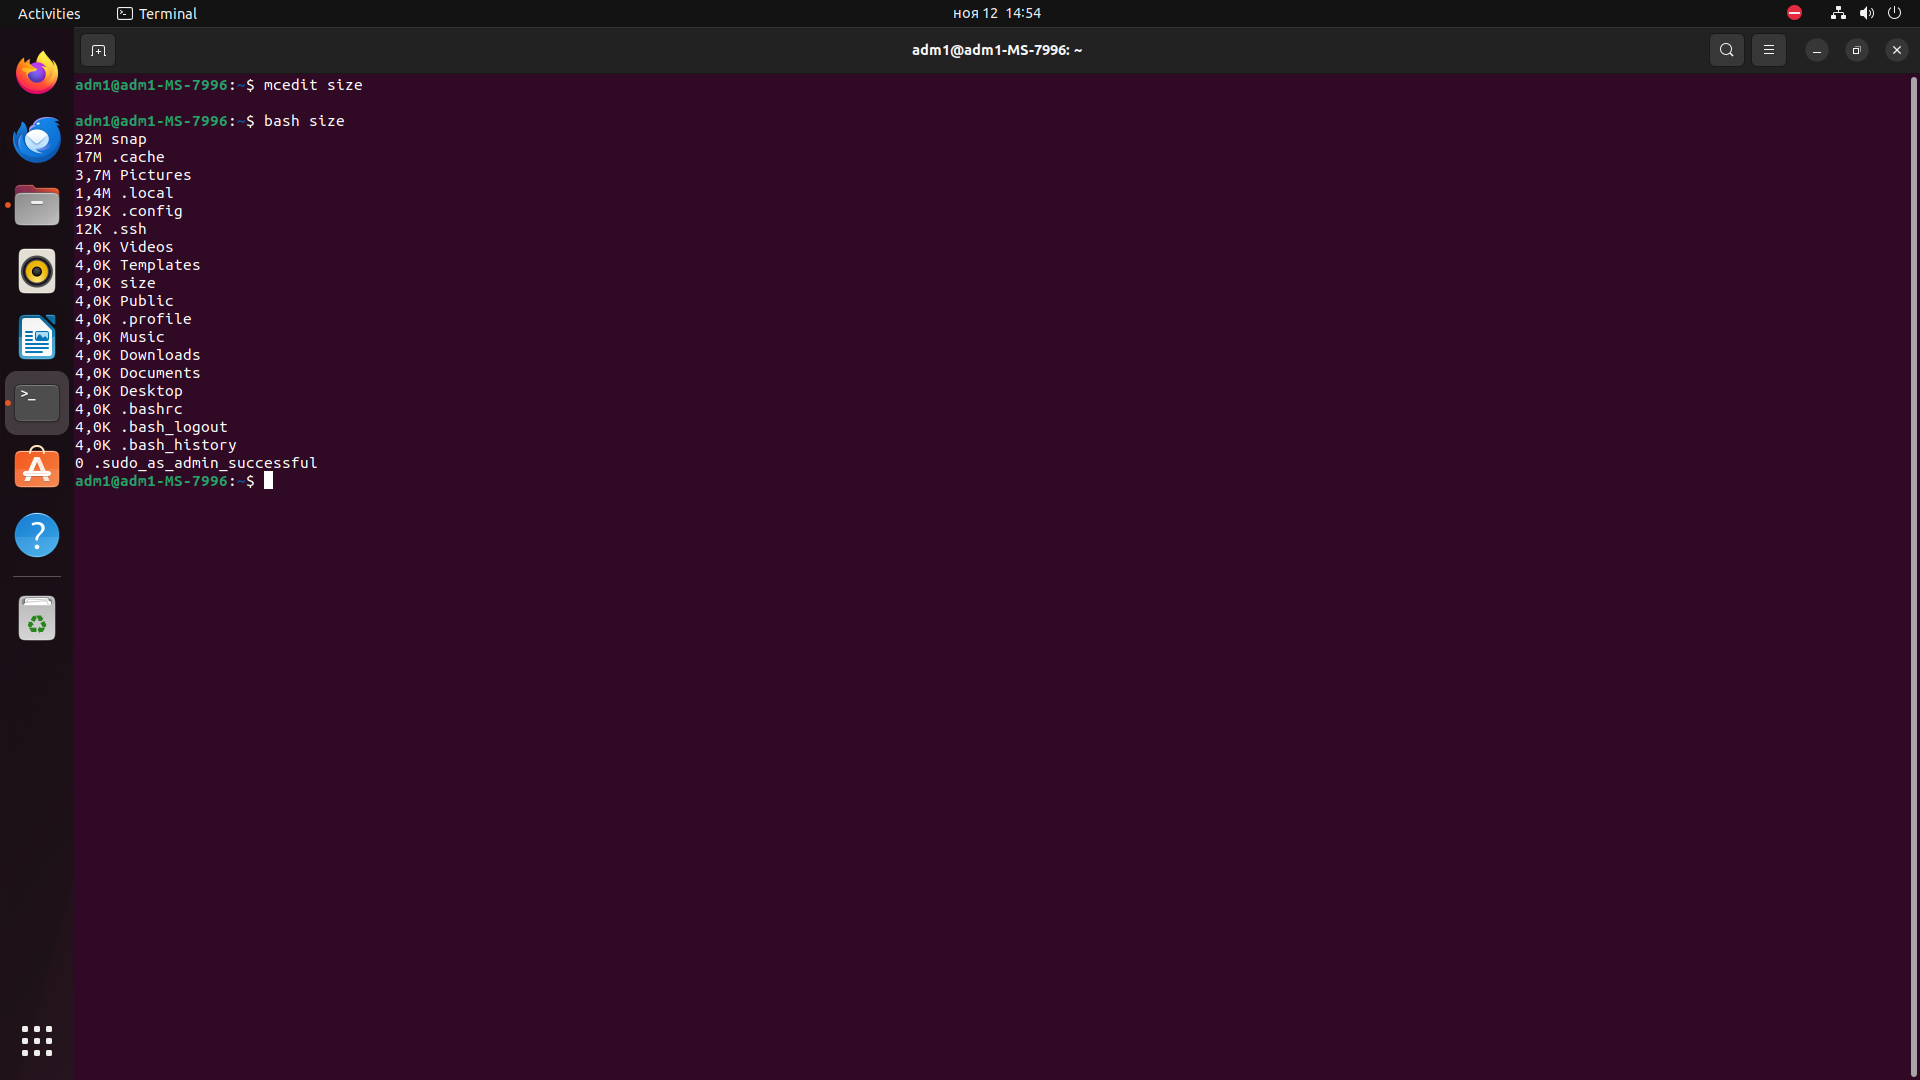 Activities
Terminal
ноя 12 14:54
adm1@adm1-MS-7996: ~
adm1@adm1-MS-7996:~$ mcedit size
adm1@adm1-MS-7996:~$ bash size
92M snap
17M .cache
3,7M Pictures
1,4M .local
192K .config
12K .ssh
4,0K Videos
4,0K Templates
4,0K size
4,0K Public
4,0K .profile
4,0K Music
4,0K Downloads
4,0K Documents
4,0K Desktop
4,0K .bashrc
4,0K .bash_logout
4,0K .bash_history
0 .sudo_as_admin_successful
adm1@adm1-MS-7996:~$